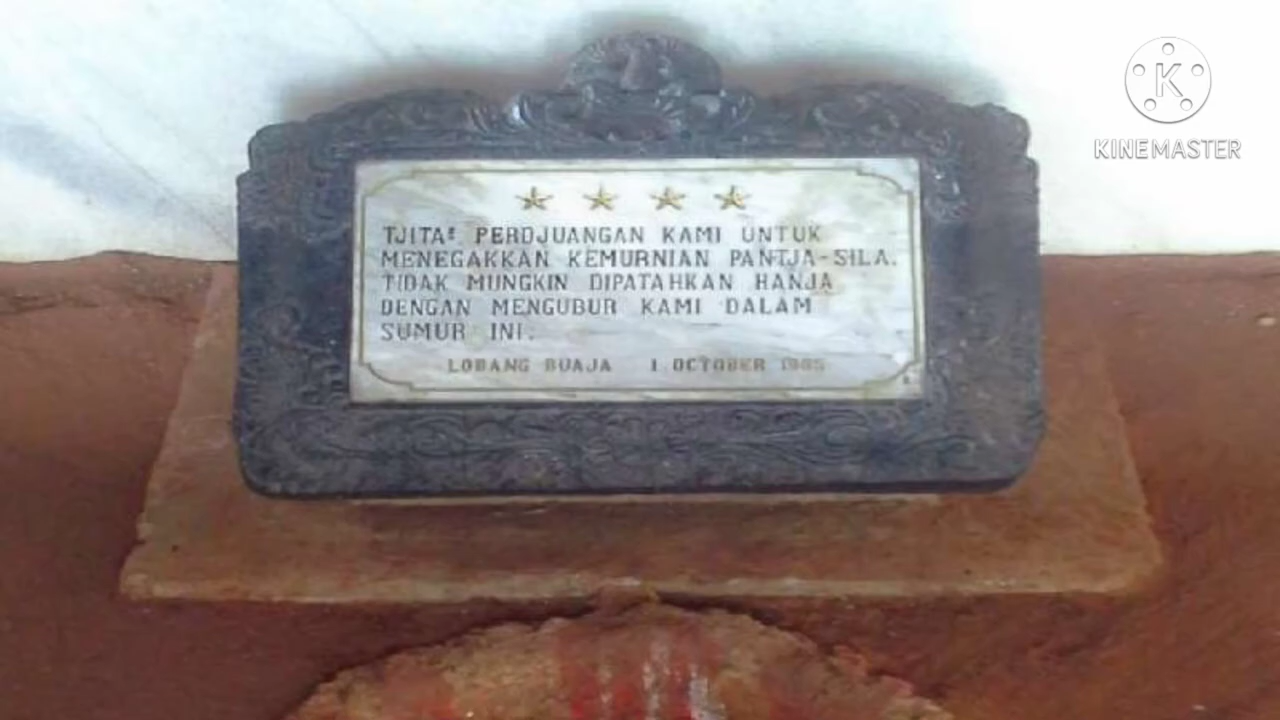 KINEMASTER
TJITA² PERDJUANGAN KAMI UNTUK
MENEGAKKAN KEMURNIAN PANTJA-SILA.
TIDAK MUNGKIN DIPATAHKAN HANJA
DENGAN MENGUBUR KAMI DALAM
SUMUR INI.
LOBANG BUAJA 1 OCTOBER 1965